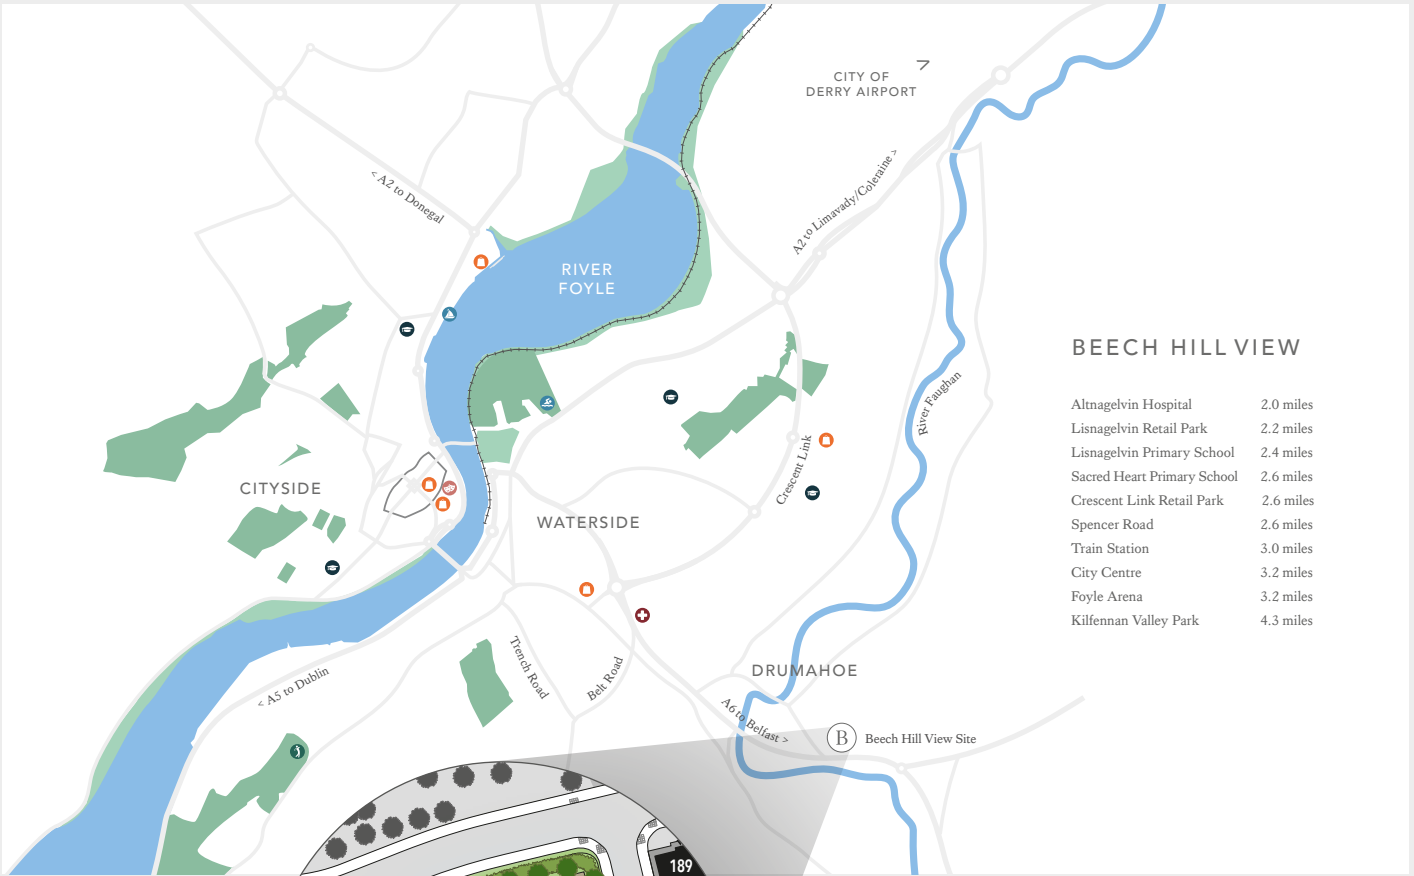 CITY OF
DERRY AIRPORT
< A2 to Donegal
A2 to Limavady/Coleraine >
RIVER
FOYLE
BEECH HILL VIEW
Altnagelvin Hospital 2.0 miles
Lisnagelvin Retail Park 2.2 miles
Lisnagelvin Primary School 2.4 miles
Sacred Heart Primary School 2.6 miles
Crescent Link Retail Park 2.6 miles
Spencer Road 2.6 miles
Train Station 3.0 miles
City Centre 3.2 miles
Foyle Arena 3.2 miles
Kilfennan Valley Park 4.3 miles
River Faughan
Crescent Link
CITYSIDE
WATERSIDE
Trench Road
Belt Road
< A5 to Dublin
DRUMAHOE
A6 to Belfast >
B Beech Hill View Site
189